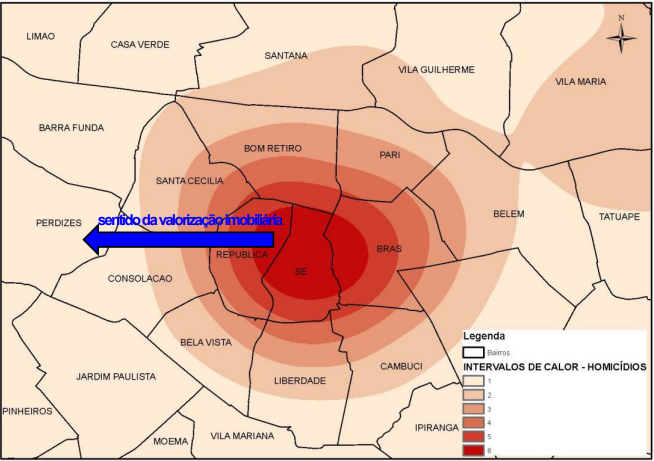 N
LIMAO
CASA VERDE
SANTANA
VILA GUILHERME
VILA MARIA
BARRA FUNDA
BOM RETIRO
PARI
SANTA CECILIA
BELEM
TATUAPE
PERDIZES
sentido da valorização imobiliária
REPUBLICA
BRAS
SE
CONSOLACAO
BELA VISTA
CAMBUCI
LIBERDADE
JARDIM PAULISTA
PINHEIROS
MOEMA
VILA MARIANA
IPIRANGA
Legenda
Bairros
INTERVALOS DE CALOR - HOMICÍDIOS
1
2
3
4
5
6